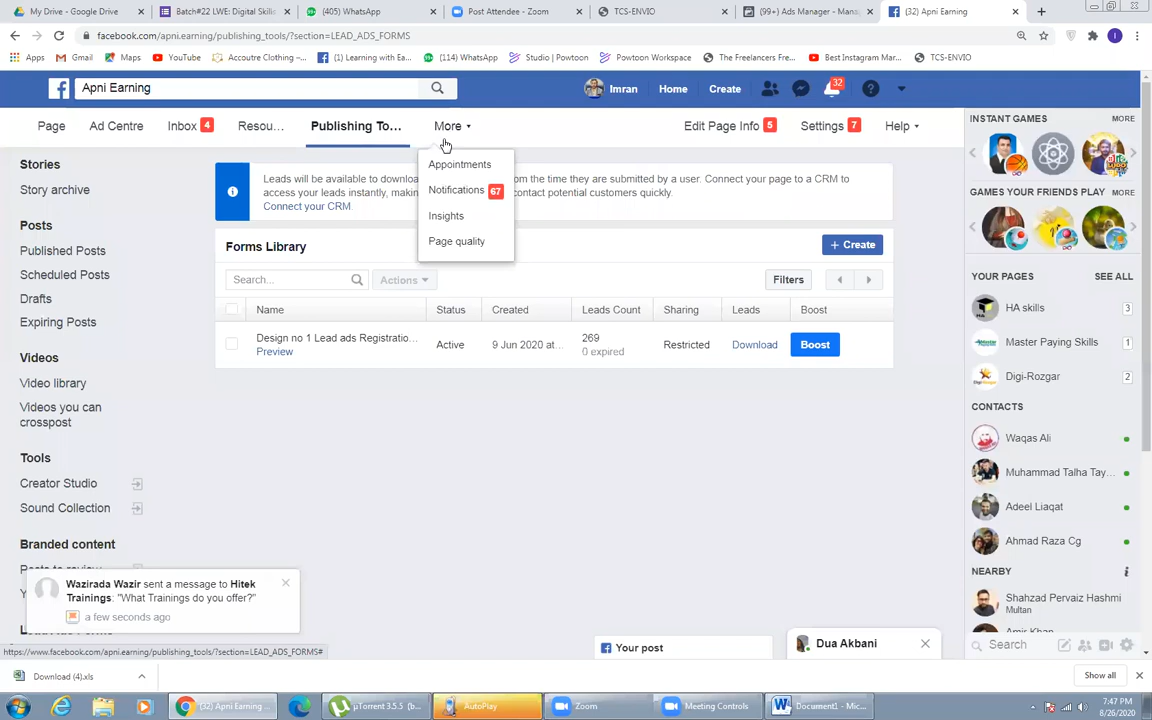 My Drive - Google Drive
Batch#22 LWE: Digital Skills
(405) WhatsApp
Post Attendee - Zoom
TCS-ENVIO
(99+) Ads Manager - Mana
(32) Apni Earning
facebook.com/apni.earning/publishing_tools/?section=LEAD_ADS_FORMS
Apps
Gmail
YouTube
Maps
Accoutre Clothing –...
(1) Learning with Ea...
(114) WhatsApp
Studio | Powtoon
Powtoon Workspace
The Freelancers Free...
Best Instagram Mar...
TCS-ENVIO
Apni Earning
Imran
Home
Create
32
Page
Ad Centre
Inbox 4
Resou...
Publishing To...
More
Edit Page Info 5
Settings 7
Help
Appointments
Notifications 67
Insights
Page quality
Stories
Story archive
Posts
Published Posts
Scheduled Posts
Drafts
Expiring Posts
Videos
Video library
Videos you can
crosspost
Tools
Creator Studio
Sound Collection
Branded content
Leads will be available to downloa
om the time they are submitted by a user. Connect your page to a CRM to
access your leads instantly, makin
ontact potential customers quickly.
Connect your CRM
Forms Library
+ Create
Search...
Actions
Filters
Name
Status
Created
Leads Count
Sharing
Leads
Boost
Design no 1 Lead ads Registratio...
Preview
Active
9 Jun 2020 at...
269
0 expired
Restricted
Download
Boost
INSTANT GAMES
MORE
GAMES YOUR FRIENDS PLAY
MORE
YOUR PAGES
SEE ALL
HA skills
3
Master Paying Skills
1
Digi-Rozgar
2
CONTACTS
Waqas Ali
Muhammad Talha Tay...
Adeel Liaqat
Ahmad Raza Cg
NEARBY
Shahzad Pervaiz Hashmi
Multan
Amir Khan
Search
Wazirada Wazir sent a message to Hitek
Trainings: "What Trainings do you offer?"
a few seconds ago
https://www.facebook.com/apni.earning/publishing_tools/?section=LEAD_ADS_FORMS#
Your post
Dua Akbani
Download (4).xls
Show all
(32) Apni Earning ...
µTorrent 3.5.5 (b...
AutoPlay
Zoom
Meeting Controls
Document1 - Mic...
7:47 PM
8/26/2020